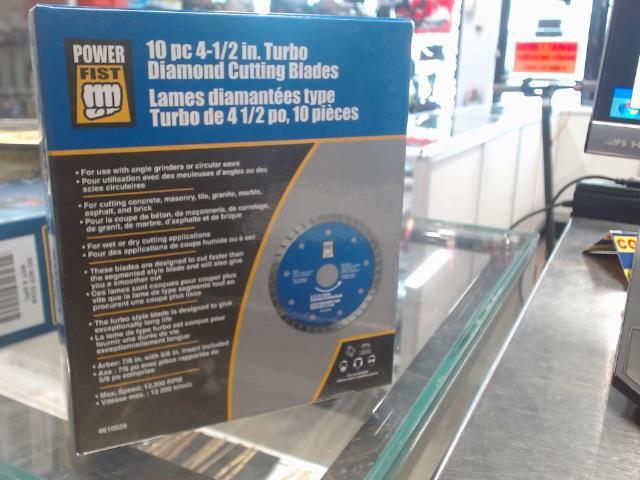 POWER
FIST
10 pc 4-1/2 in. Turbo
Diamond Cutting Blades
Lames diamantées type
Turbo de 4 1/2 po, 10 pièces
• For use with angle grinders or circular saws
• Pour utilisation avec des meuleuses d'angles ou des
scies circulaires
• For cutting concrete, masonry, tile, granite, marble,
asphalt, and brick
• Pour la coupe de béton, de maçonnerie, de carrelage,
de granit, de marbre, d'asphalte et de brique
• For wet or dry cutting applications
• Pour des applications de coupe humide ou à sec
• These blades are designed to cut faster than
the segmented style blade and will also give
you a smoother cut
• Ces lames sont conçues pour couper plus
vite que la lame de type segmenté tout en
procurant une coupe plus lisse
• The turbo style blade is designed to give
exceptionally long life
• La lame de type turbo est conçue pour
fournir une durée de vie
exceptionnellement longue
• Arbor: 7/8 in. with 5/8 in. insert included
• Axe : 7/8 po avec pièce rapportée de
5/8 po comprise
• Max. Speed: 13,200 RPM
• Vitesse max. : 13 200 tr/min
8610529